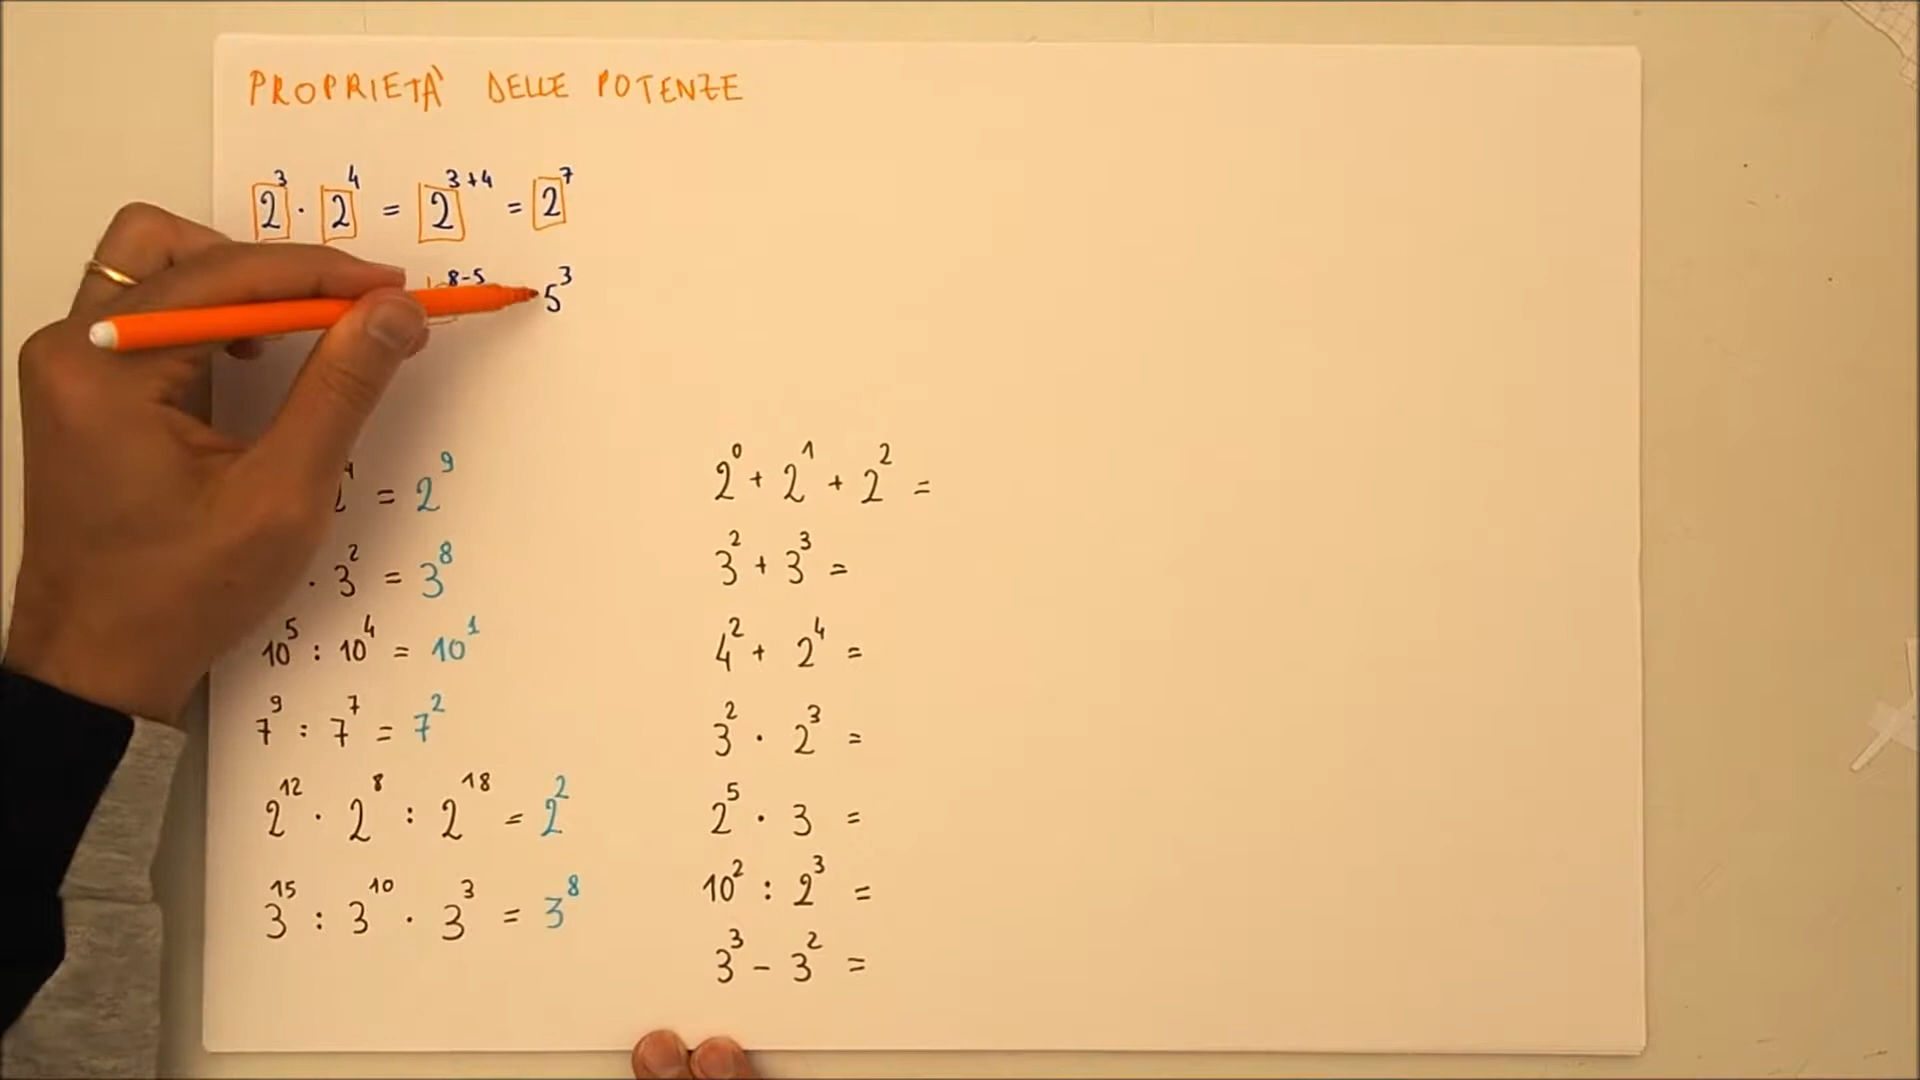 PROPRIETÀ DELLE POTENZE
2³ · 2⁴ = 2³⁺⁴ = 2⁷
⁸⁻⁵ 5³
2⁴ = 2⁹
· 3² = 3⁸
10⁵ : 10⁴ = 10¹
7⁹ : 7⁷ = 7²
2¹² · 2⁸ : 2¹⁸ = 2²
3¹⁵ : 3¹⁰ · 3³ = 3⁸
2⁰ + 2¹ + 2² =
3² + 3³ =
4² + 2⁴ =
3² · 2³ =
2⁵ · 3 =
10² : 2³ =
3³ - 3² =